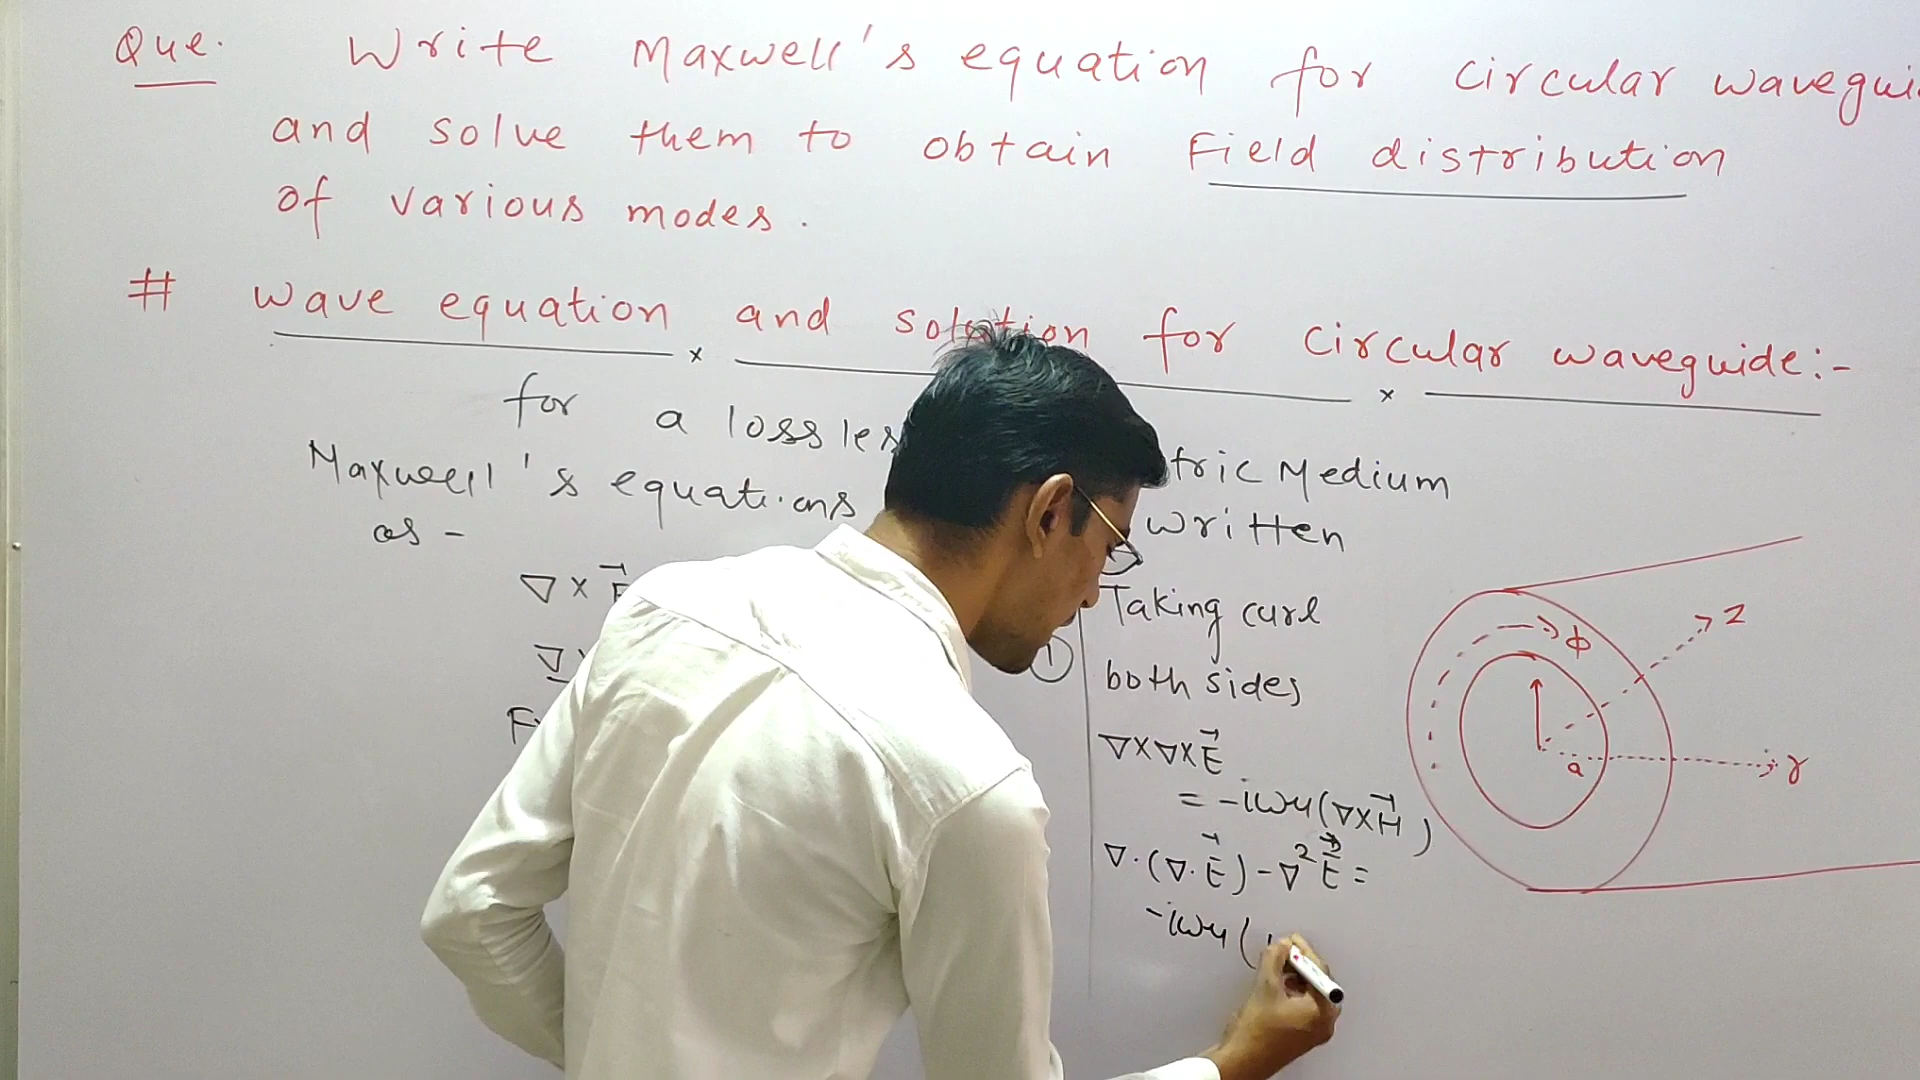 Que. Write Maxwell's equation for circular wavegui
and solve them to obtain Field distribution
of various modes.
# wave equation and solution for circular waveguide:-
for a lossles tric Medium
Maxwell's equations written
as -
∇ × E
∇
①
Taking curl
both sides
∇×∇×E⃗
= -iωμ(∇×H⃗)
∇·(∇·E⃗)-∇²E⃗=
-iωμ(
z
ϕ
a
r